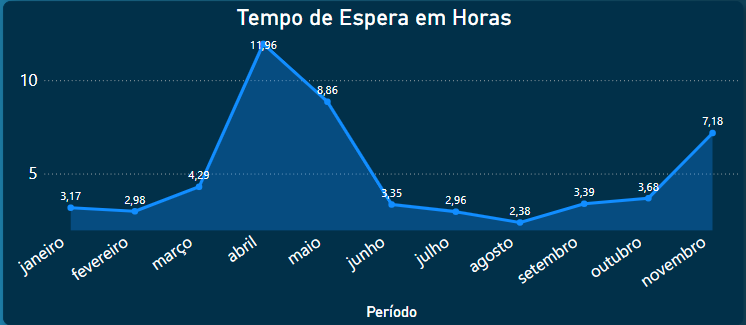 Tempo de Espera em Horas
11,96
10
8,86
7,18
5
4,29
3,17
2,98
3,35
2,96
2,38
3,39
3,68
janeiro
fevereiro
março
abril
maio
junho
julho
agosto
setembro
outubro
novembro
Período